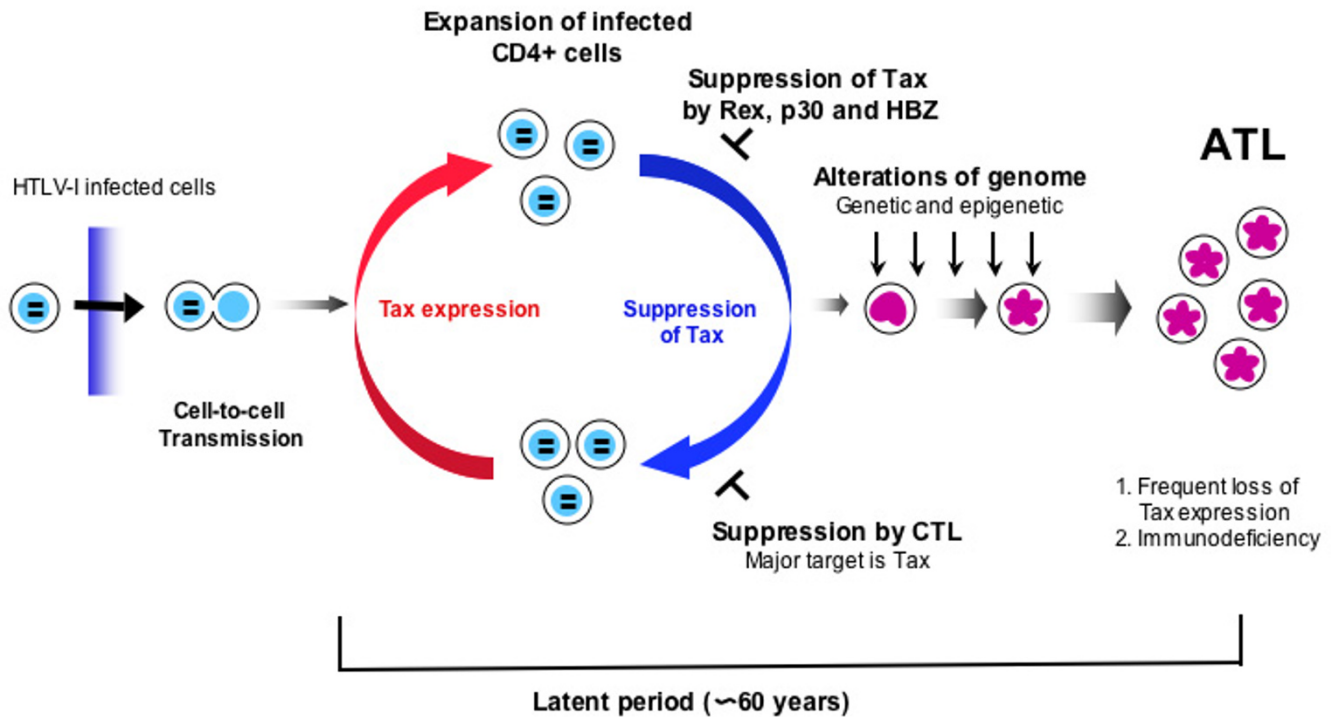 Expansion of infected
CD4+ cells
Suppression of Tax
by Rex, p30 and HBZ
ATL
HTLV-I infected cells
Alterations of genome
Genetic and epigenetic
Tax expression
Suppression
of Tax
Cell-to-cell
Transmission
Suppression by CTL
Major target is Tax
1. Frequent loss of
Tax expression
2. Immunodeficiency
Latent period (~60 years)